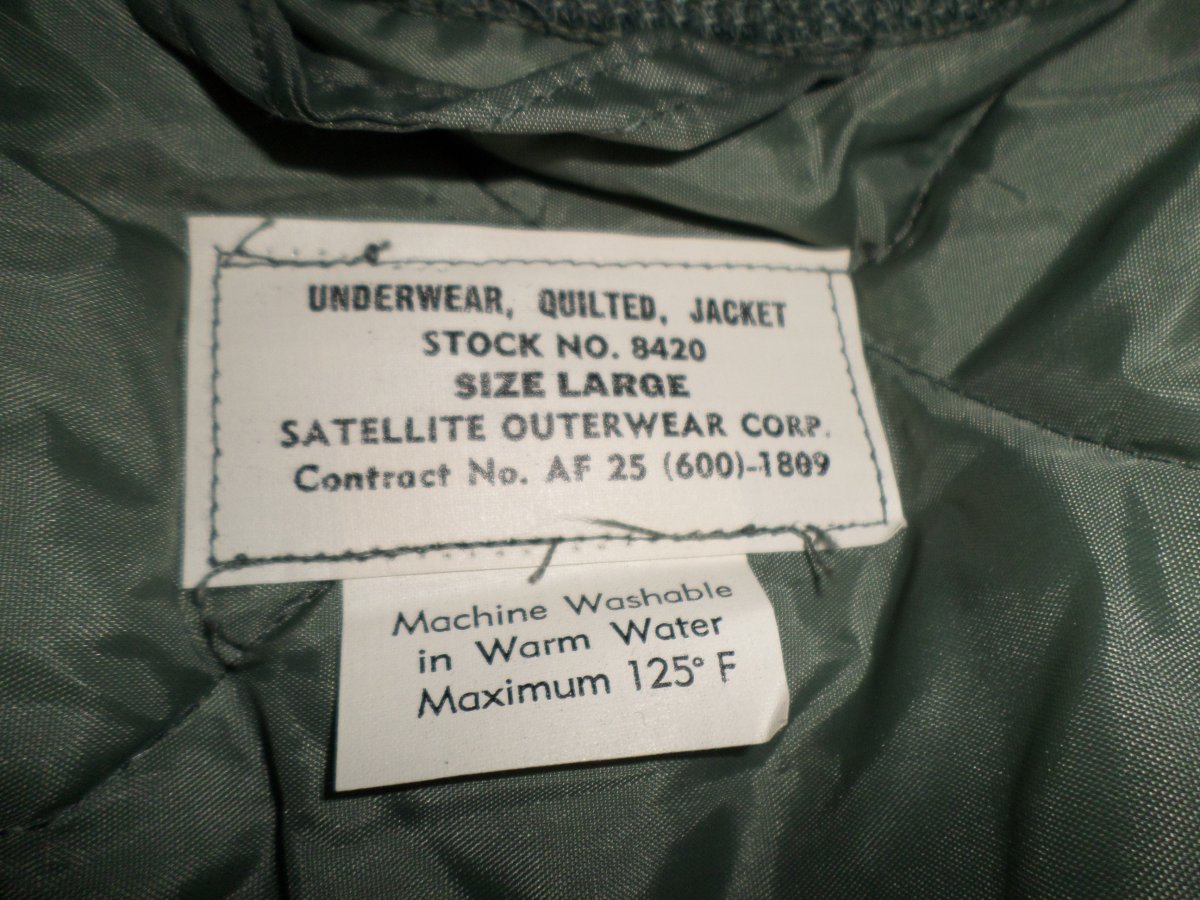 UNDERWEAR, QUILTED, JACKET
STOCK NO. 8420
SIZE LARGE
SATELLITE OUTERWEAR CORP.
Contract No. AF 25 (600)-1809
Machine Washable
in Warm Water
Maximum 125° F